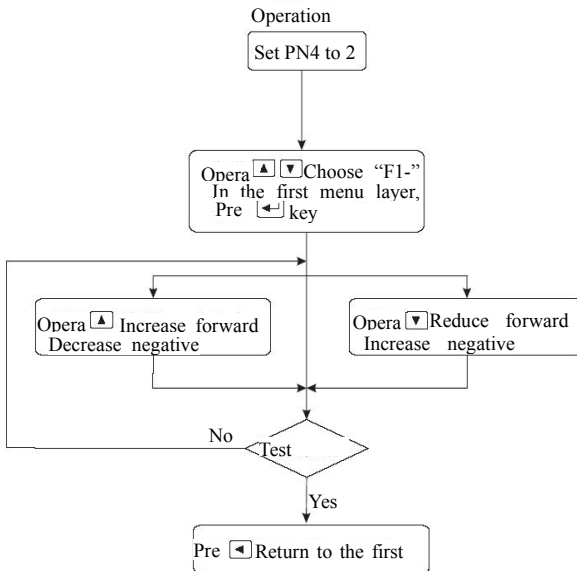 Operation
Set PN4 to 2
Opera ▲ ▼ Choose “F1-”
In the first menu layer,
Pre ↵ key
Opera ▲ Increase forward
Decrease negative
Opera ▼ Reduce forward
Increase negative
No
Test
Yes
Pre ◄ Return to the first